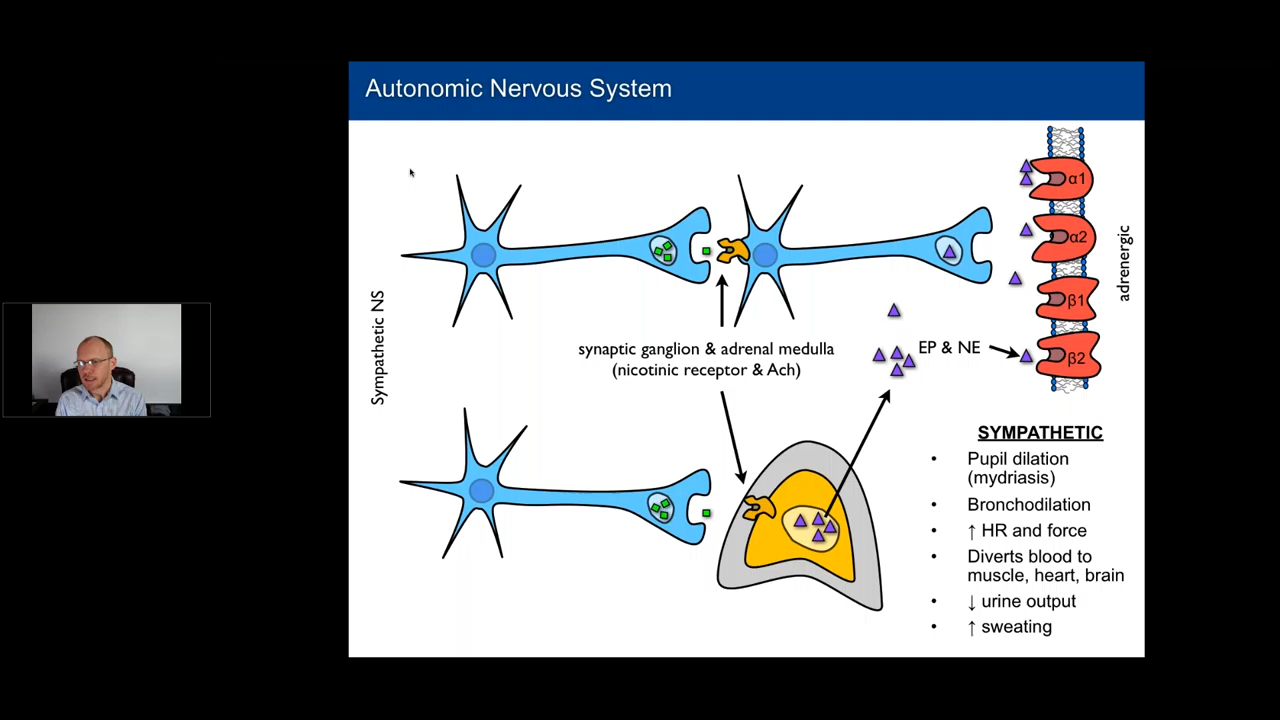 Autonomic Nervous System
Sympathetic NS
synaptic ganglion & adrenal medulla
(nicotinic receptor & Ach)
EP & NE
α1
α2
β1
β2
adrenergic
SYMPATHETIC
• Pupil dilation
(mydriasis)
• Bronchodilation
• ↑ HR and force
• Diverts blood to
muscle, heart, brain
• ↓ urine output
• ↑ sweating